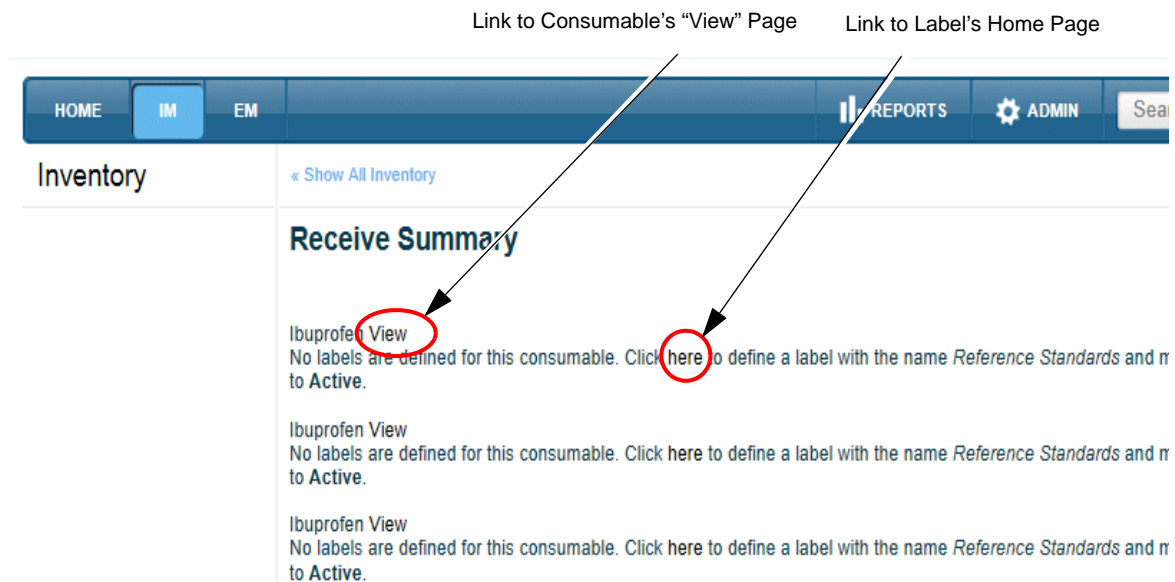 Link to Consumable’s “View” Page Link to Label’s Home Page
HOME IM EM REPORTS ADMIN
Inventory « Show All Inventory
Receive Summary
Ibuprofen View
No labels are defined for this consumable. Click here to define a label with the name Reference Standards and
to Active.
Ibuprofen View
No labels are defined for this consumable. Click here to define a label with the name Reference Standards and
to Active.
Ibuprofen View
No labels are defined for this consumable. Click here to define a label with the name Reference Standards and
to Active.